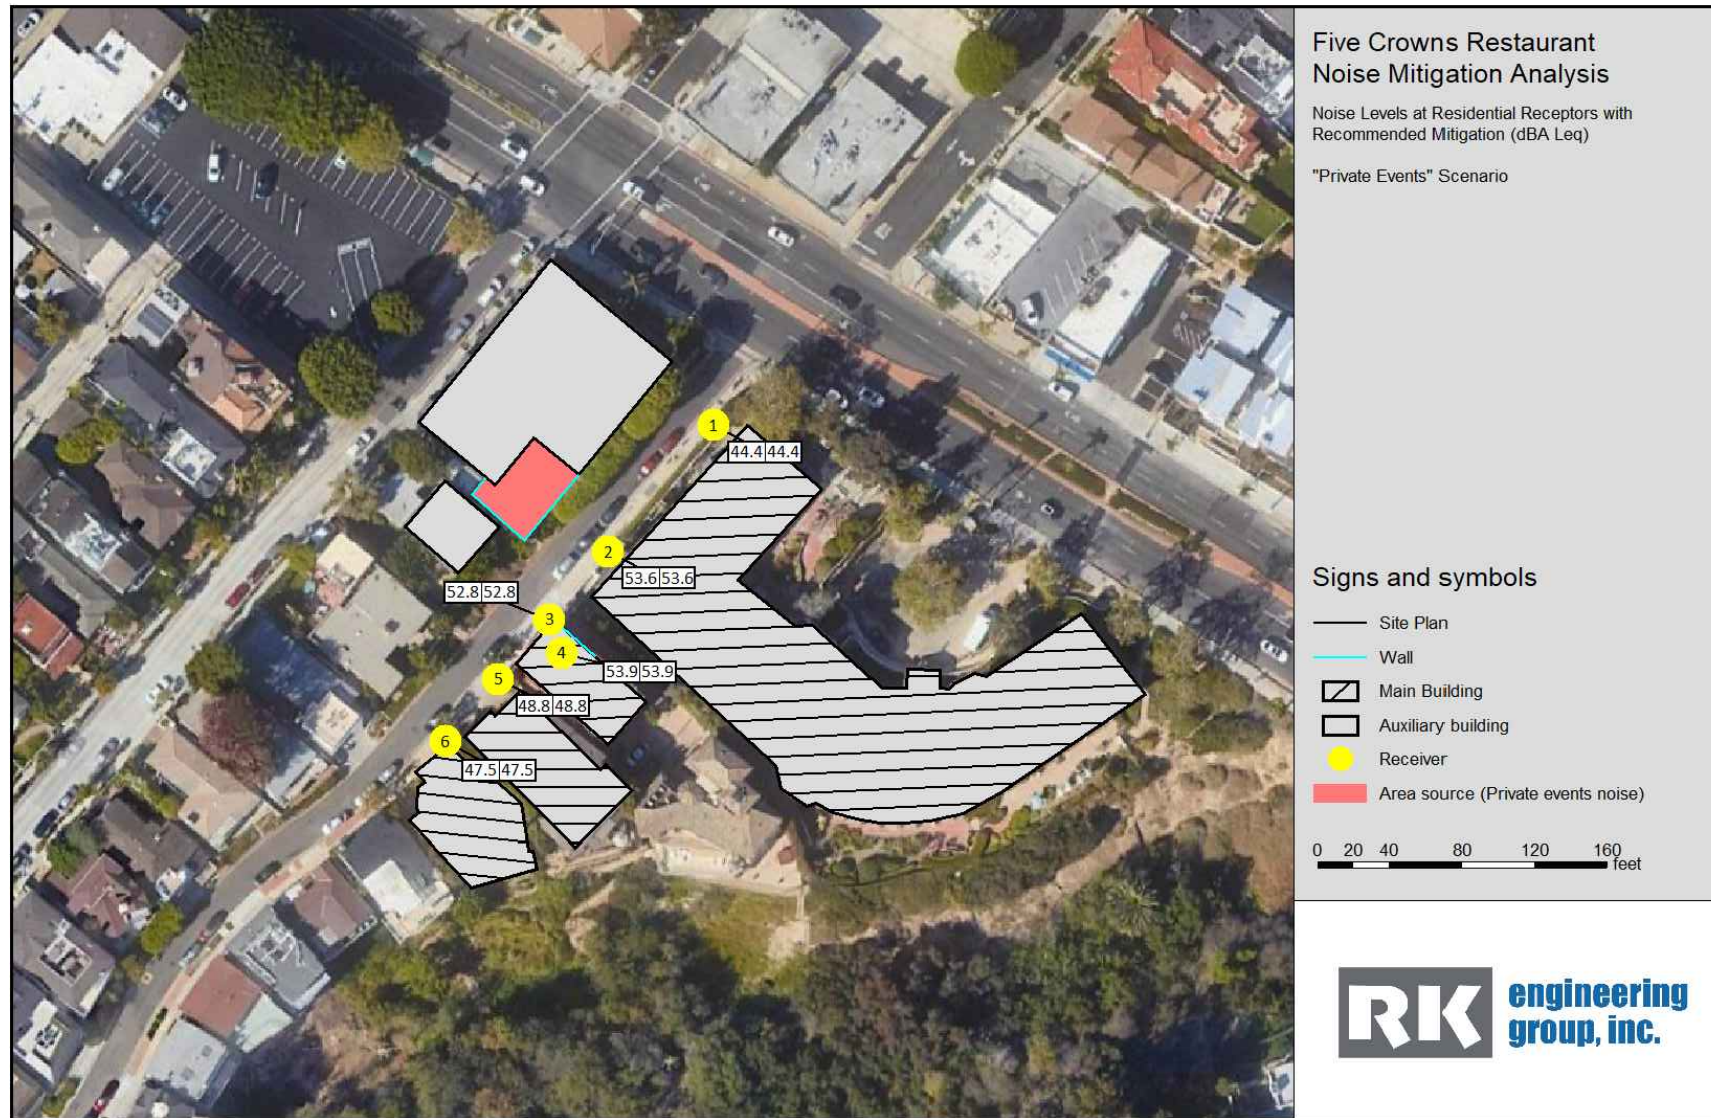 Five Crowns Restaurant
Noise Mitigation Analysis
Noise Levels at Residential Receptors with
Recommended Mitigation (dBA Leq)
"Private Events" Scenario
1
44.4 44.4
2
53.6 53.6
52.8 52.8
3
4
53.9 53.9
5
48.8 48.8
6
47.5 47.5
Signs and symbols
Site Plan
Wall
Main Building
Auxiliary building
Receiver
Area source (Private events noise)
0 20 40 80 120 160
feet
RK engineering
group, inc.